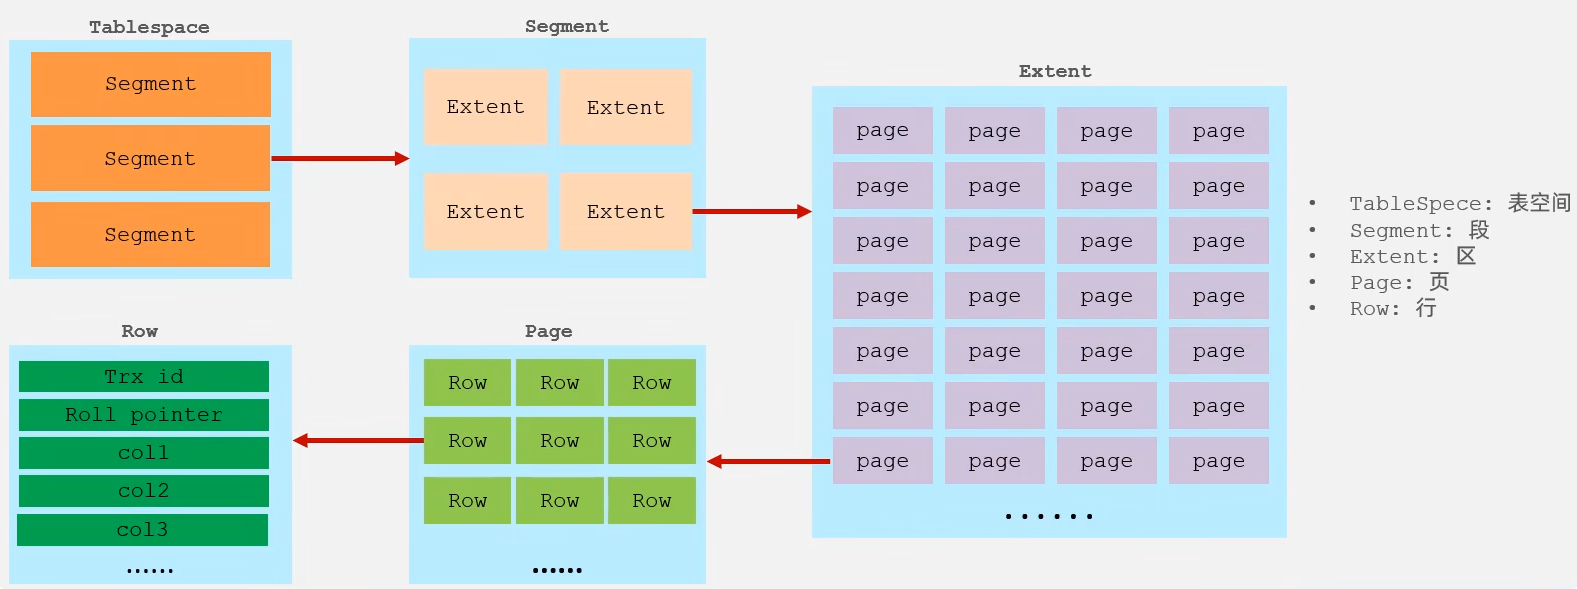 Tablespace
Segment
Segment
Segment
Segment
Extent Extent
Extent Extent
Extent
page page page page
page page page page
page page page page
page page page page
page page page page
page page page page
page page page page
......
• TableSpece: 表空间
• Segment: 段
• Extent: 区
• Page: 页
• Row: 行
Row
Trx id
Roll pointer
col1
col2
col3
......
Page
Row Row Row
Row Row Row
Row Row Row
......